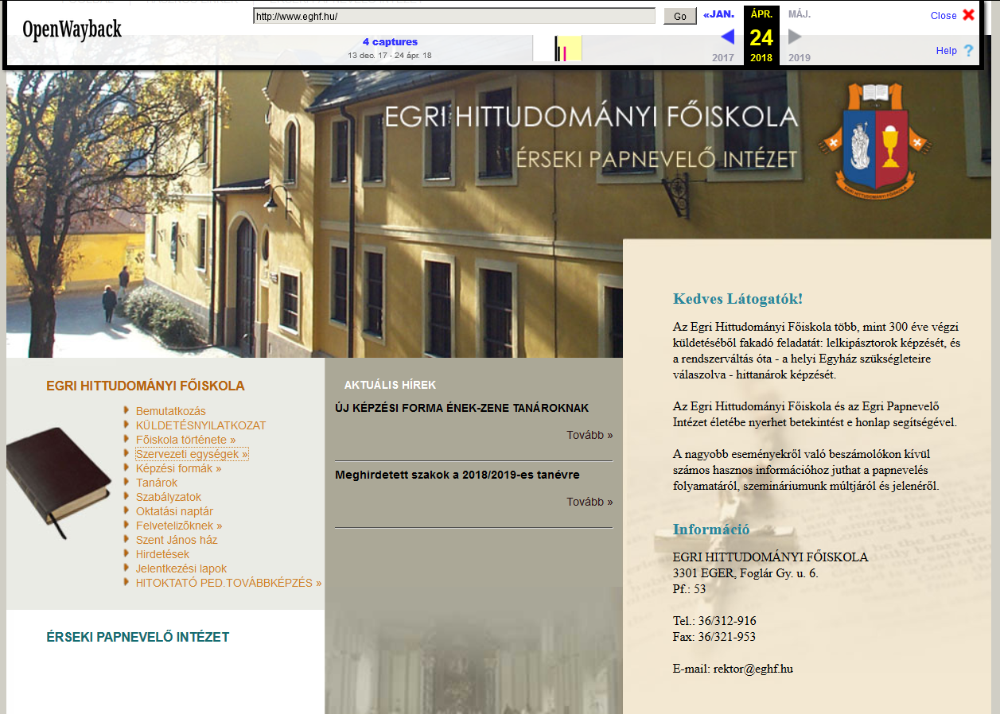 OpenWayback
http://www.eghf.hu/
Go
«JAN.
ÁPR.
MÁJ.
Close
4 captures
13 dec. 17 - 24 ápr. 18
24
2017
2018
2019
Help ?
EGRI HITTUDOMÁNYI FŐISKOLA
ÉRSEKI PAPNEVELŐ INTÉZET
EGRI HITTUDOMÁNYI FŐISKOLA
EGRI HITTUDOMÁNYI FŐISKOLA
Bemutatkozás
KÜLDETÉSNYILATKOZAT
Főiskola története »
Szervezeti egységek »
Képzési formák »
Tanárok
Szabályzatok
Oktatási naptár
Felvetelizőknek »
Szent János ház
Hirdetések
Jelentkezési lapok
HITOKTATÓ PED.TOVÁBBKÉPZÉS »
ÉRSEKI PAPNEVELŐ INTÉZET
AKTUÁLIS HÍREK
ÚJ KÉPZÉSI FORMA ÉNEK-ZENE TANÁROKNAK
Tovább »
Meghirdetett szakok a 2018/2019-es tanévre
Tovább »
Kedves Látogatók!
Az Egri Hittudományi Főiskola több, mint 300 éve végzi
küldetéséből fakadó feladatát: lelkipásztorok képzését, és
a rendszerváltás óta - a helyi Egyház szükségleteire
válaszolva - hittanárok képzését.
Az Egri Hittudományi Főiskola és az Egri Papnevelő
Intézet életébe nyerhet betekintést e honlap segítségével.
A nagyobb eseményekről való beszámolókon kívül
számos hasznos információhoz juthat a papnevelés
folyamatáról, szemináriumunk múltjáról és jelenéről.
Információ
EGRI HITTUDOMÁNYI FŐISKOLA
3301 EGER, Foglár Gy. u. 6.
Pf.: 53
Tel.: 36/312-916
Fax: 36/321-953
E-mail: rektor@eghf.hu